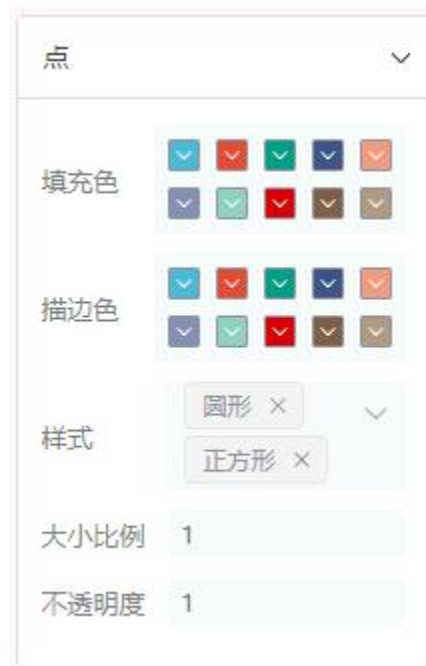 点
填充色
描边色
样式
圆形 ×
正方形 ×
大小比例 1
不透明度 1